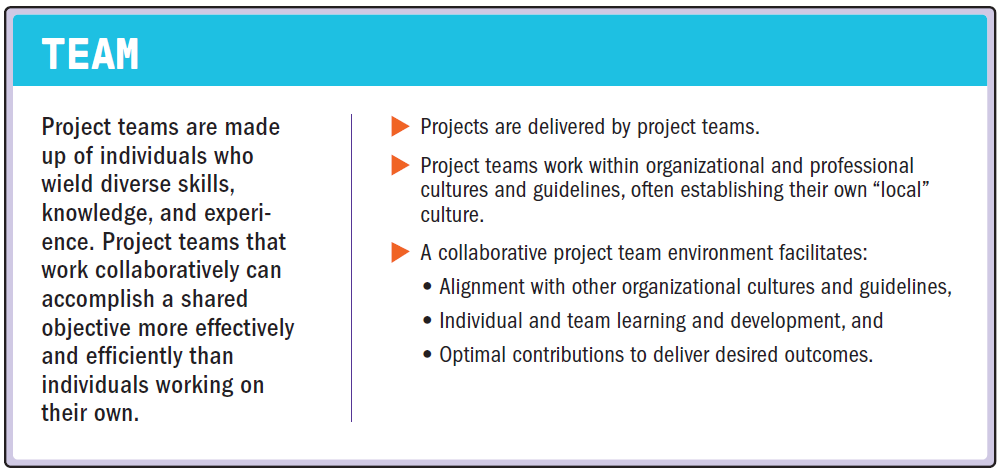 TEAM
Project teams are made
up of individuals who
wield diverse skills,
knowledge, and experi-
ence. Project teams that
work collaboratively can
accomplish a shared
objective more effectively
and efficiently than
individuals working on
their own.
▶ Projects are delivered by project teams.
▶ Project teams work within organizational and professional
cultures and guidelines, often establishing their own “local”
culture.
▶ A collaborative project team environment facilitates:
• Alignment with other organizational cultures and guidelines,
• Individual and team learning and development, and
• Optimal contributions to deliver desired outcomes.